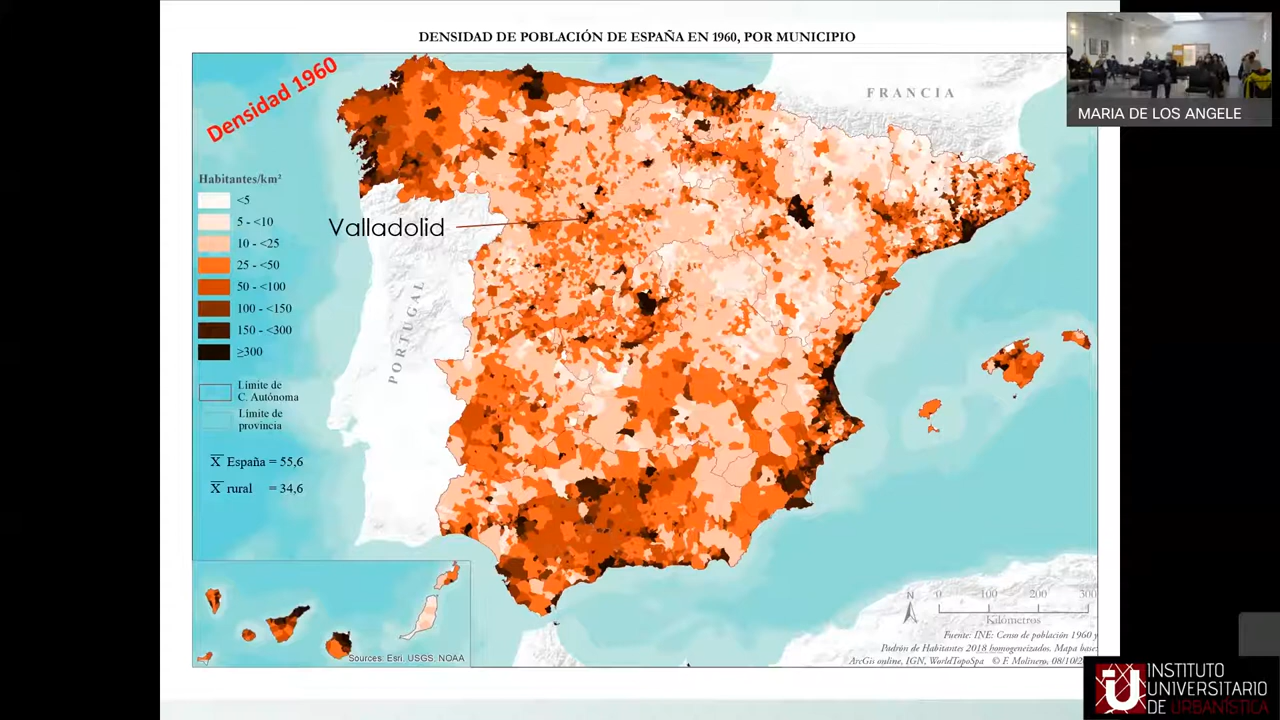 DENSIDAD DE POBLACIÓN DE ESPAÑA EN 1960, POR MUNICIPIO
Densidad 1960
FRANCIA
MARIA DE LOS ANGELE
Habitantes/km²
<5
5 - <10
10 - <25
25 - <50
50 - <100
100 - <150
150 - <300
≥300
Valladolid
PORTUGAL
Límite de
C. Autónoma
Límite de
provincia
X España = 55,6
X rural = 34,6
N
0 100 200 300
Kilómetros
Fuente: INE: Censo de población 1960 y
Padrón de Habitantes 2018 homogeneizados. Mapa base:
ArcGis online, IGN, WorldTopoSpa © F. Molinero, 08/10/20
Sources: Esri, USGS, NOAA
INSTITUTO
UNIVERSITARIO
DE URBANÍSTICA